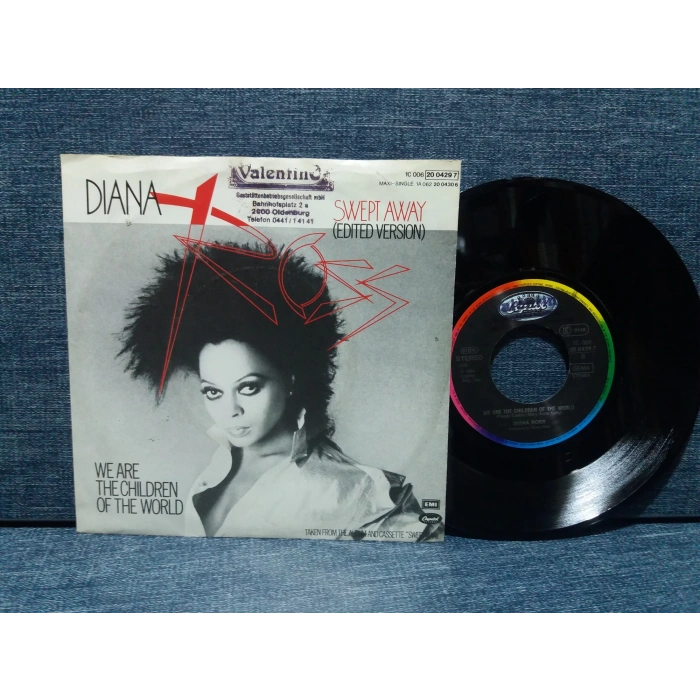 DIANA
ROSS
Valentino
Gaststättenbetriebsgesellschaft mbH
Bahnhofsplatz 2 a
2900 Oldenburg
Telefon 0441 / 1 41 41
1C 006 20 0429 7
MAXI-SINGLE 1A 062 20 0430 6
SWEPT AWAY
(EDITED VERSION)
WE ARE
THE CHILDREN
OF THE WORLD
EMI
Capitol
TAKEN FROM THE ALBUM AND CASSETTE "SWE
Capitol
STEREO
WE ARE THE CHILDREN OF THE WORLD
DIANA ROSS